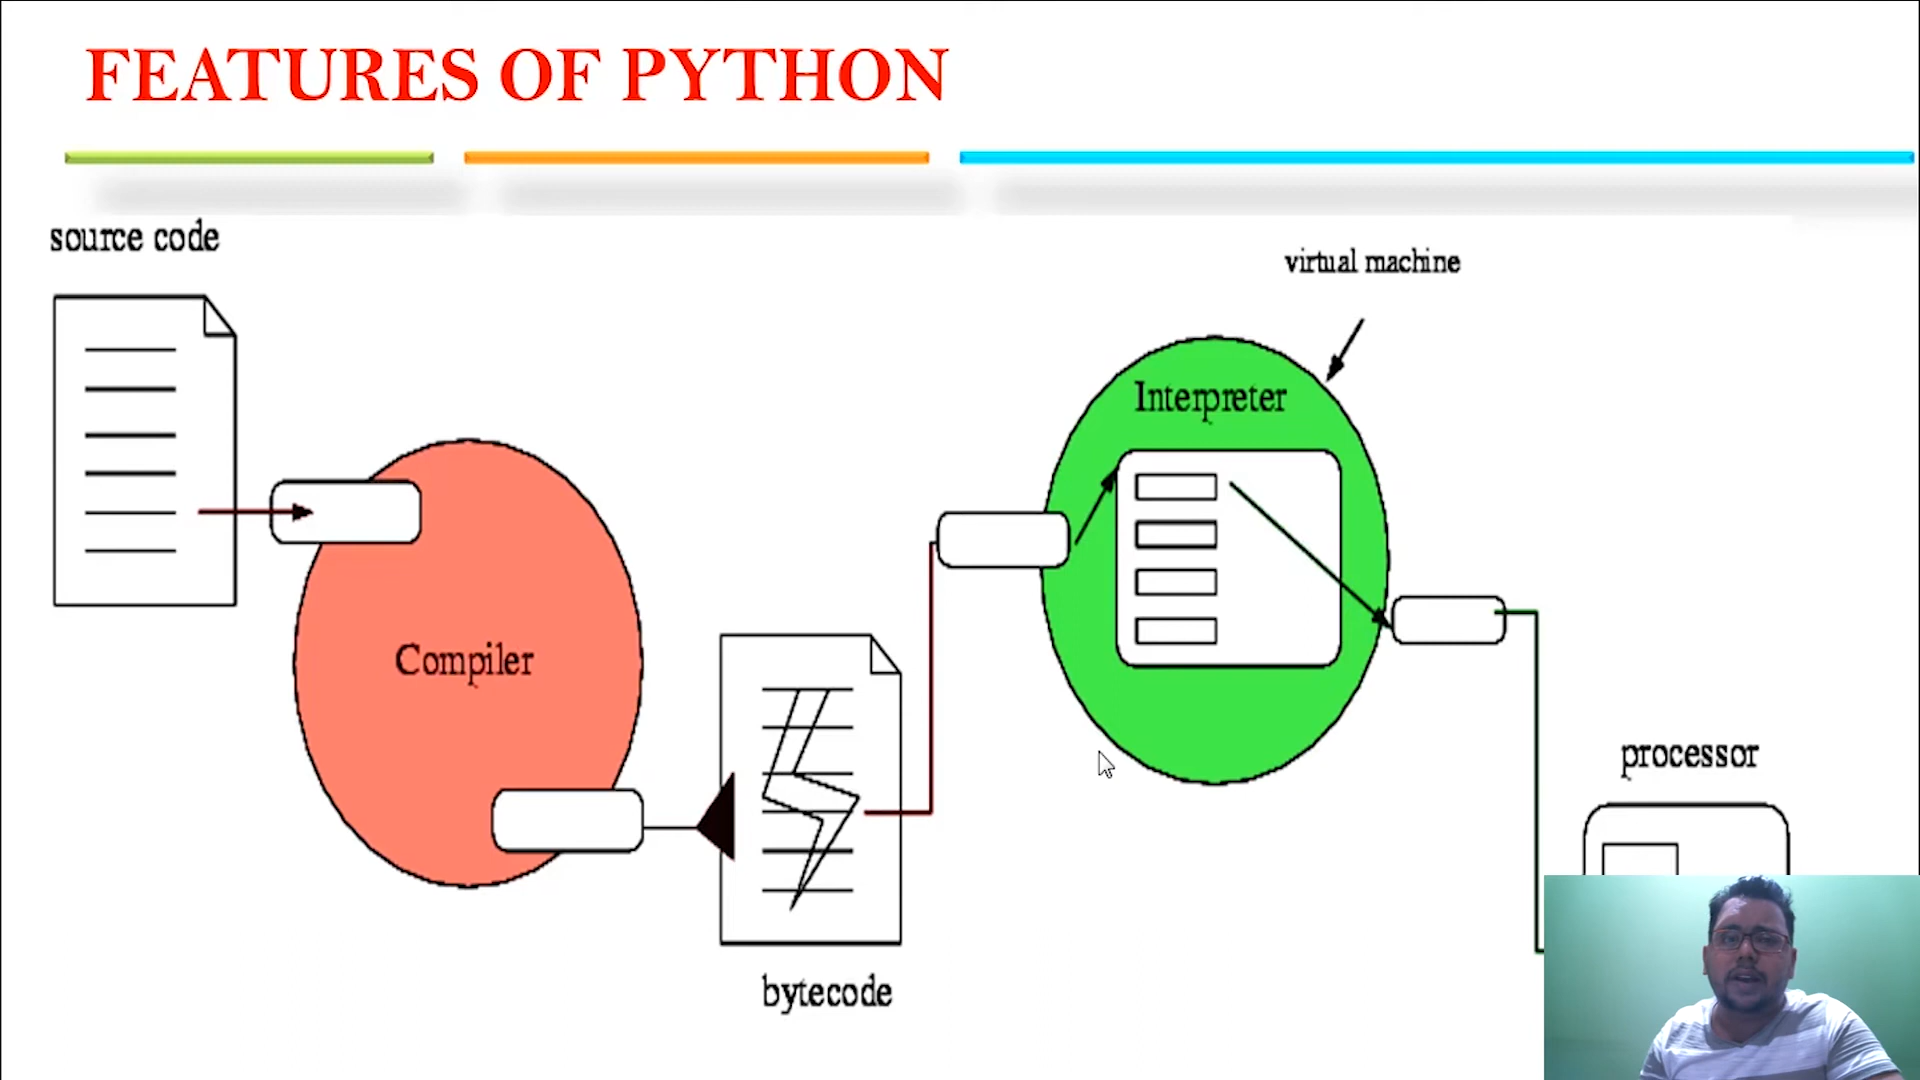 FEATURES OF PYTHON
source code
virtual machine
Interpreter
Compiler
processor
bytecode